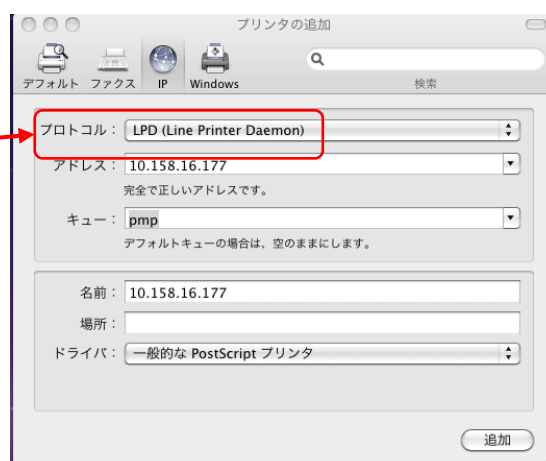 プリンタの追加
デフォルト ファクス IP Windows 検索
プロトコル： LPD (Line Printer Daemon)
アドレス： 10.158.16.177
完全で正しいアドレスです。
キュー： pmp
デフォルトキューの場合は、空のままにします。
名前： 10.158.16.177
場所：
ドライバ： 一般的な PostScript プリンタ
追加